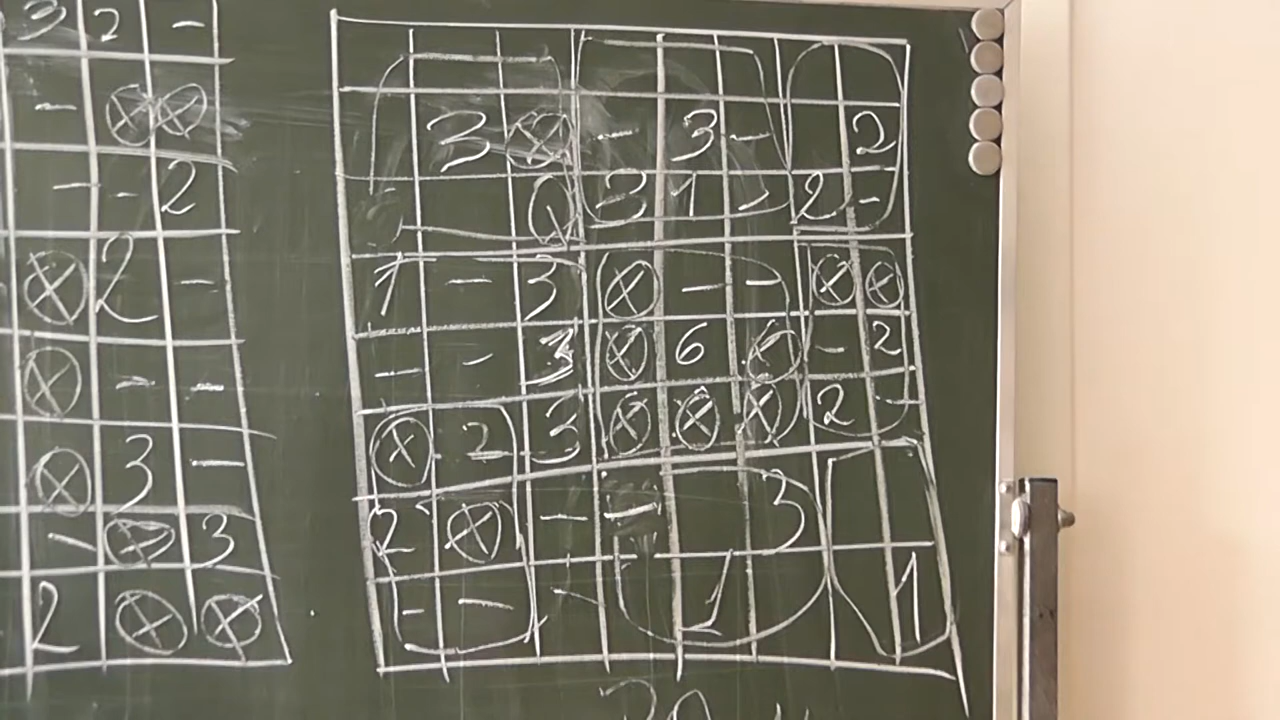 3 2 -
- ⊗ ⊗
- - 2
⊗ 2 -
⊗ - -
⊗ 3 -
- ⊗ 3
2 ⊗ ⊗
3 ⊗ - 3 - 2
3 1 - 2 -
1 - 3 ⊗ - - ⊗ ⊗
- - 3 ⊗ 6 ⊗ - 2
⊗ 2 3 ⊗ ⊗ ⊗ 2 -
2 ⊗ - - 3
- - - 1 1